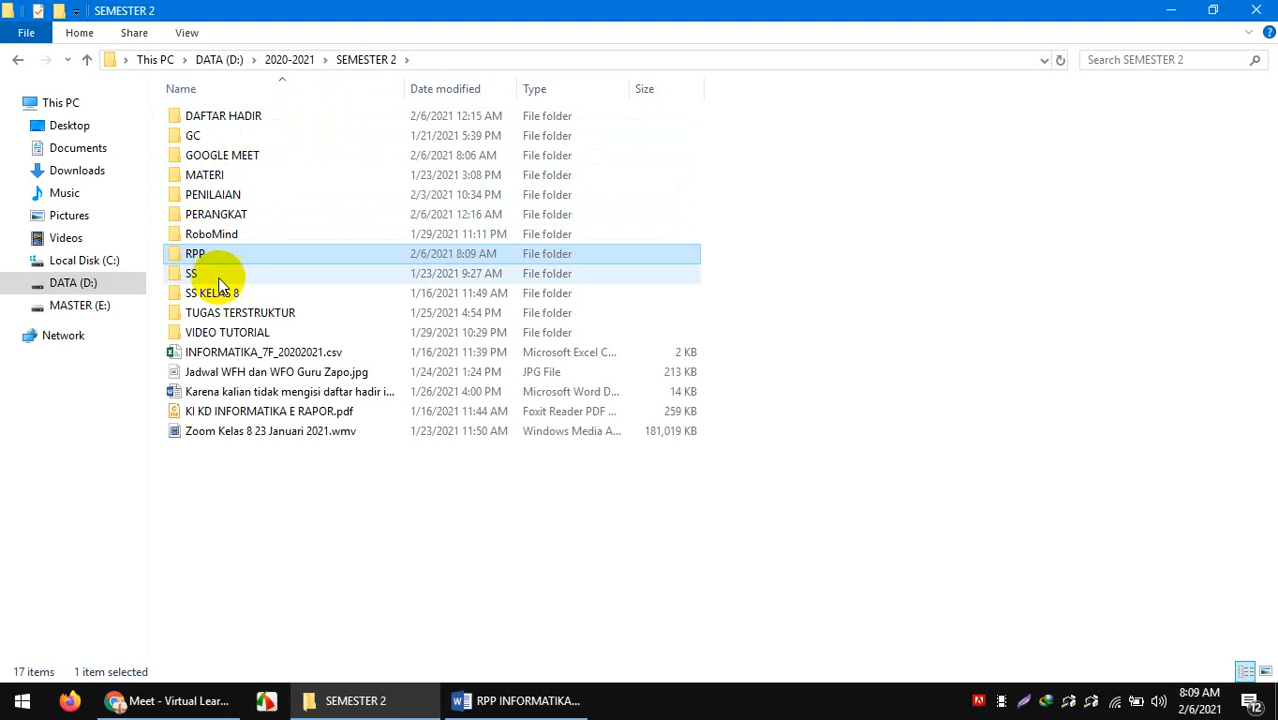 SEMESTER 2
File Home Share View
This PC DATA (D:) 2020-2021 SEMESTER 2 Search SEMESTER 2
Name Date modified Type Size
This PC
Desktop
Documents
Downloads
Music
Pictures
Videos
Local Disk (C:)
DATA (D:)
MASTER (E:)
Network
DAFTAR HADIR 2/6/2021 12:15 AM File folder
GC 1/21/2021 5:39 PM File folder
GOOGLE MEET 2/6/2021 8:06 AM File folder
MATERI 1/23/2021 3:08 PM File folder
PENILAIAN 2/3/2021 10:34 PM File folder
PERANGKAT 2/6/2021 12:16 AM File folder
RoboMind 1/29/2021 11:11 PM File folder
RPP 2/6/2021 8:09 AM File folder
SS 1/23/2021 9:27 AM File folder
SS KELAS 8 1/16/2021 11:49 AM File folder
TUGAS TERSTRUKTUR 1/25/2021 4:54 PM File folder
VIDEO TUTORIAL 1/29/2021 10:29 PM File folder
INFORMATIKA_7F_20202021.csv 1/16/2021 11:39 PM Microsoft Excel C... 2 KB
Jadwal WFH dan WFO Guru Zapo.jpg 1/24/2021 1:24 PM JPG File 213 KB
Karena kalian tidak mengisi daftar hadir i... 1/26/2021 4:00 PM Microsoft Word D... 14 KB
KI KD INFORMATIKA E RAPOR.pdf 1/16/2021 11:44 AM Foxit Reader PDF ... 259 KB
Zoom Kelas 8 23 Januari 2021.wmv 1/23/2021 11:50 AM Windows Media A... 181,019 KB
17 items 1 item selected
Meet - Virtual Lear... SEMESTER 2 RPP INFORMATIKA... 8:09 AM
2/6/2021 12